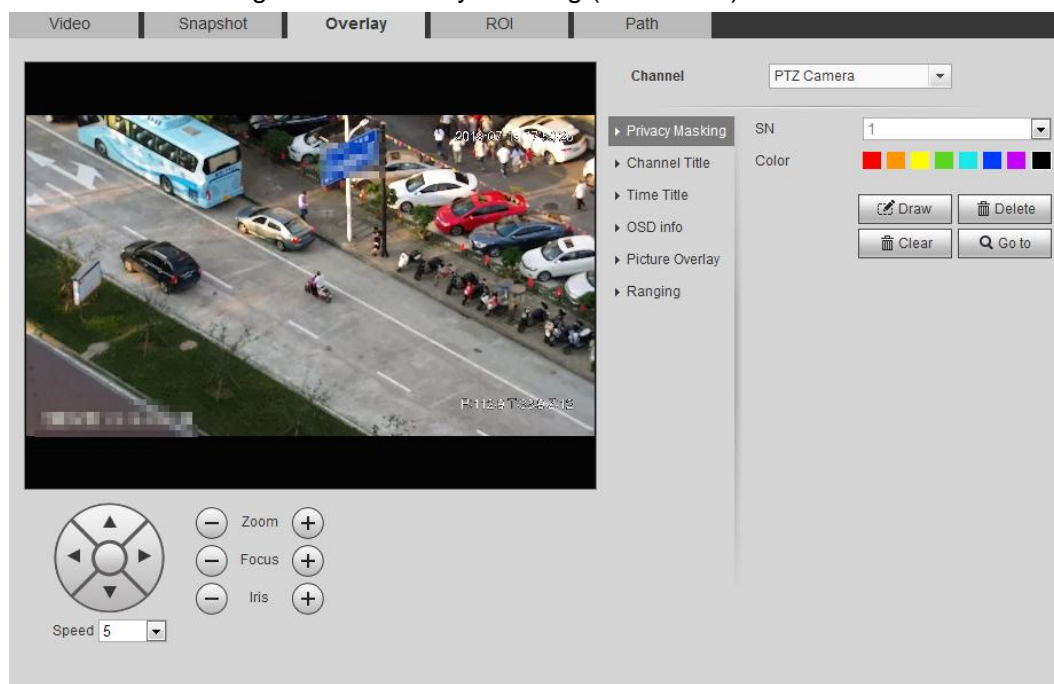 Video Snapshot Overlay ROI Path
Channel PTZ Camera
Privacy Masking
Channel Title
Time Title
OSD info
Picture Overlay
Ranging
SN 1
Color
Draw Delete
Clear Go to
Zoom
Focus
Iris
Speed 5